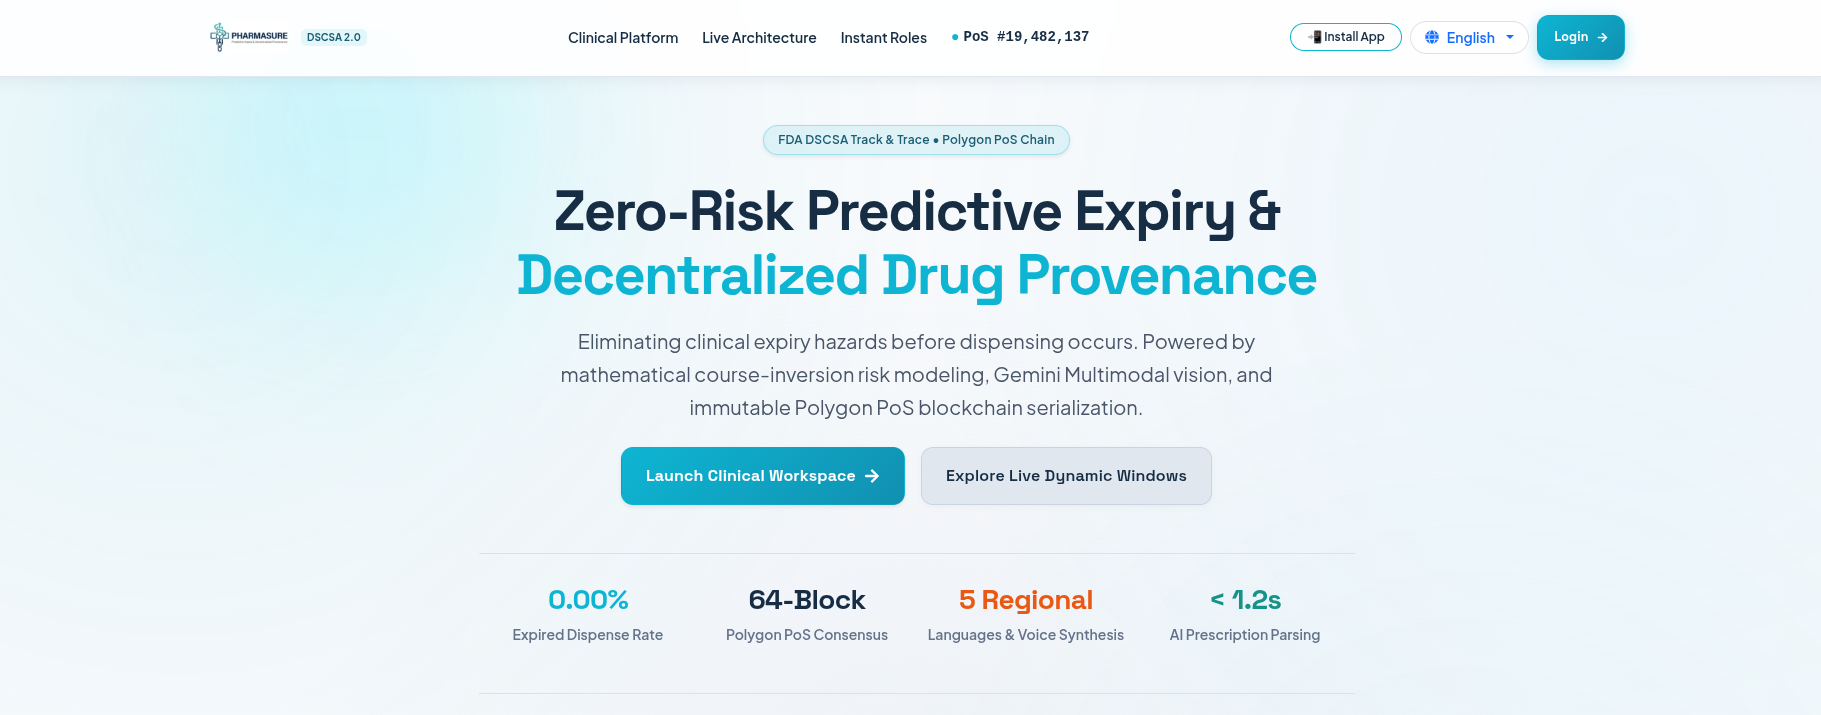 PHARMASURE
DSCSA 2.0
Clinical Platform
Live Architecture
Instant Roles
PoS #19,482,137
Install App
English
Login →
FDA DSCSA Track & Trace • Polygon PoS Chain
Zero-Risk Predictive Expiry &
Decentralized Drug Provenance
Eliminating clinical expiry hazards before dispensing occurs. Powered by
mathematical course-inversion risk modeling, Gemini Multimodal vision, and
immutable Polygon PoS blockchain serialization.
Launch Clinical Workspace →
Explore Live Dynamic Windows
0.00%
Expired Dispense Rate
64-Block
Polygon PoS Consensus
5 Regional
Languages & Voice Synthesis
< 1.2s
AI Prescription Parsing